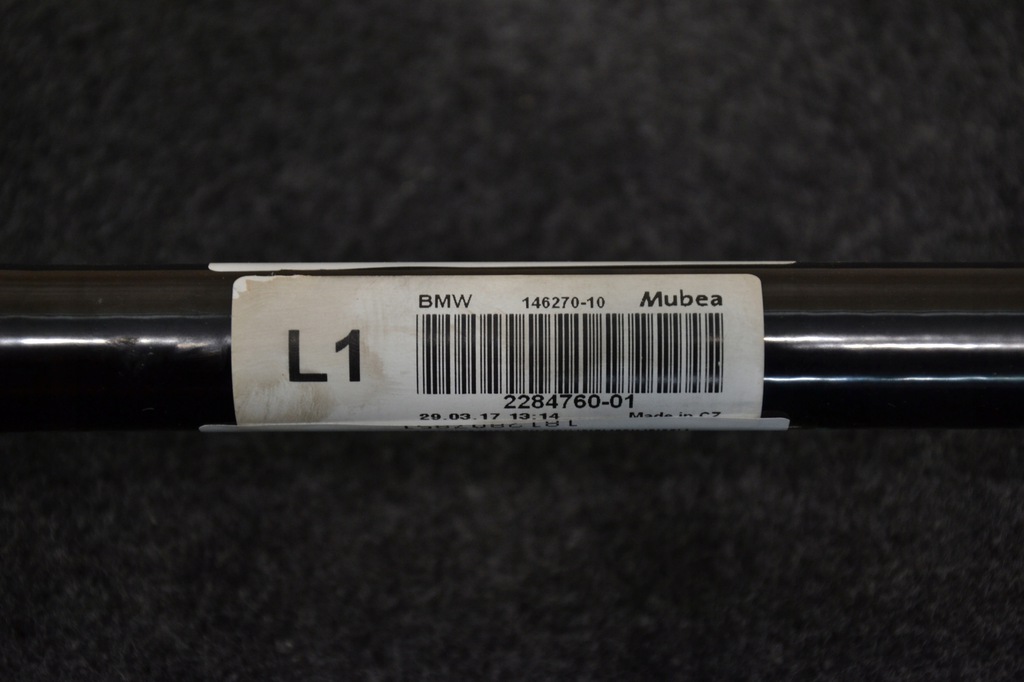 L1
BMW 146270-10 Mubea
2284760-01
29.03.17 13:14 Made in CZ